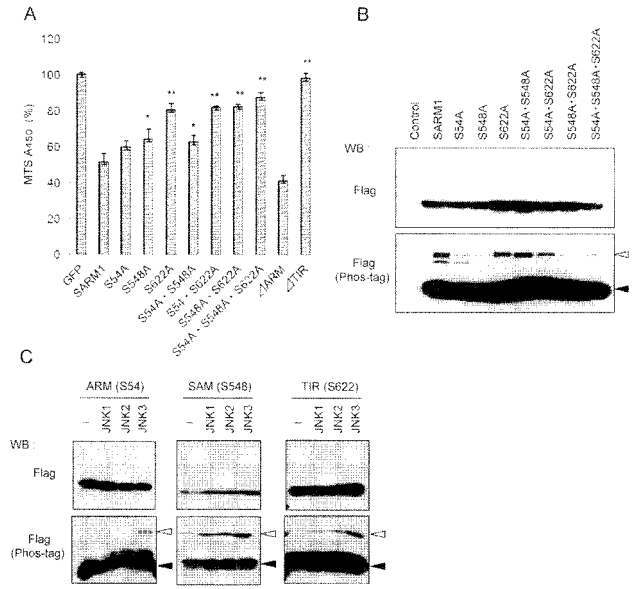 A
MTS A450 (%)
120
100
80
60
40
20
0
GFP
SARM1
S54A
S548A
S622A
S54A・S548A
S54・S622A
S548A・S622A
S54A・S548A・S622A
⊿ARM
⊿TIR
*
**
*
**
**
**
**
B
Control
SARM1
S54A
S548A
S622A
S54A・S548A
S54A・S622A
S548A・S622A
S54A・S548A・S622A
WB :
Flag
Flag
(Phos-tag)
C
ARM (S54)
SAM (S548)
TIR (S622)
– JNK1 JNK2 JNK3
– JNK1 JNK2 JNK3
– JNK1 JNK2 JNK3
WB :
Flag
Flag
(Phos-tag)